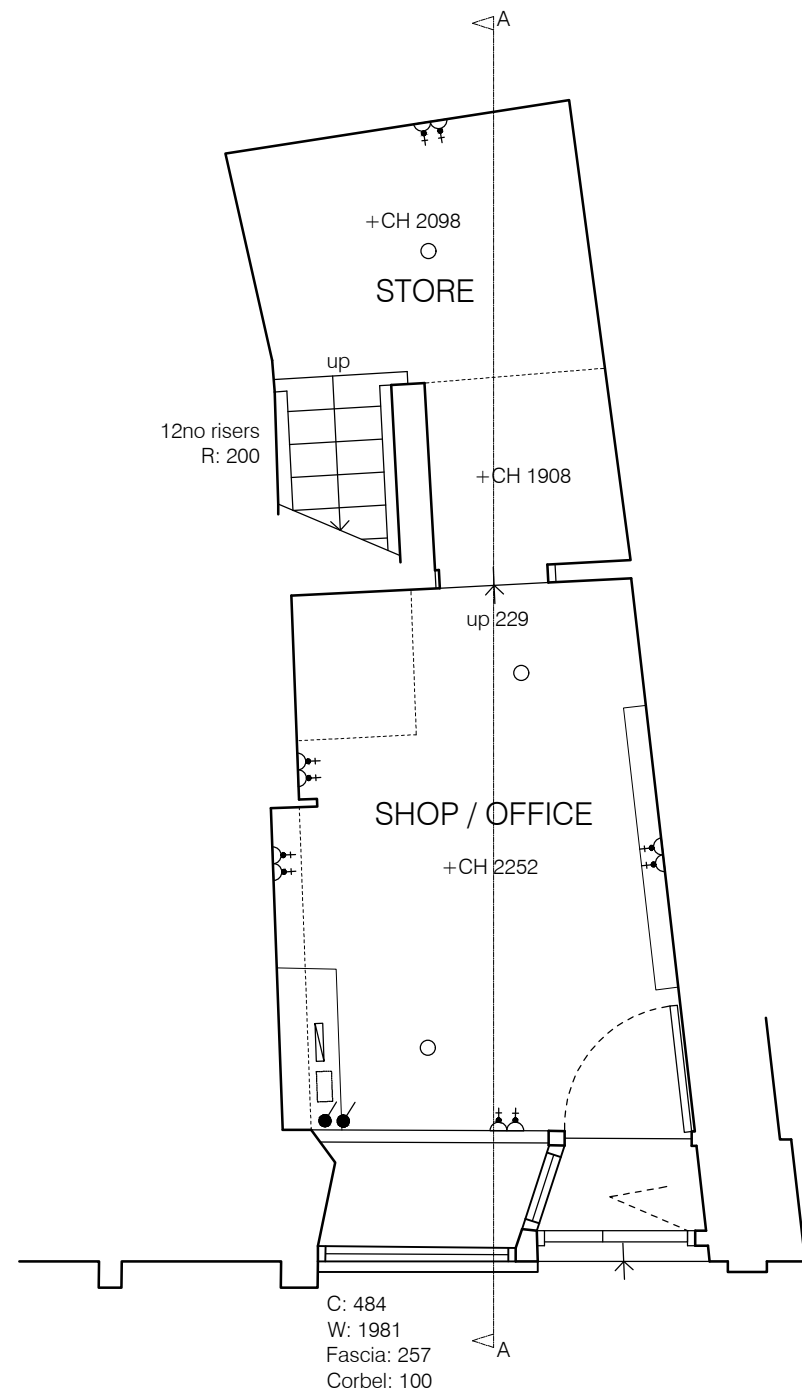 A
+CH 2098
STORE
up
12no risers
R: 200
+CH 1908
up 229
SHOP / OFFICE
+CH 2252
C: 484
W: 1981
Fascia: 257
Corbel: 100
A